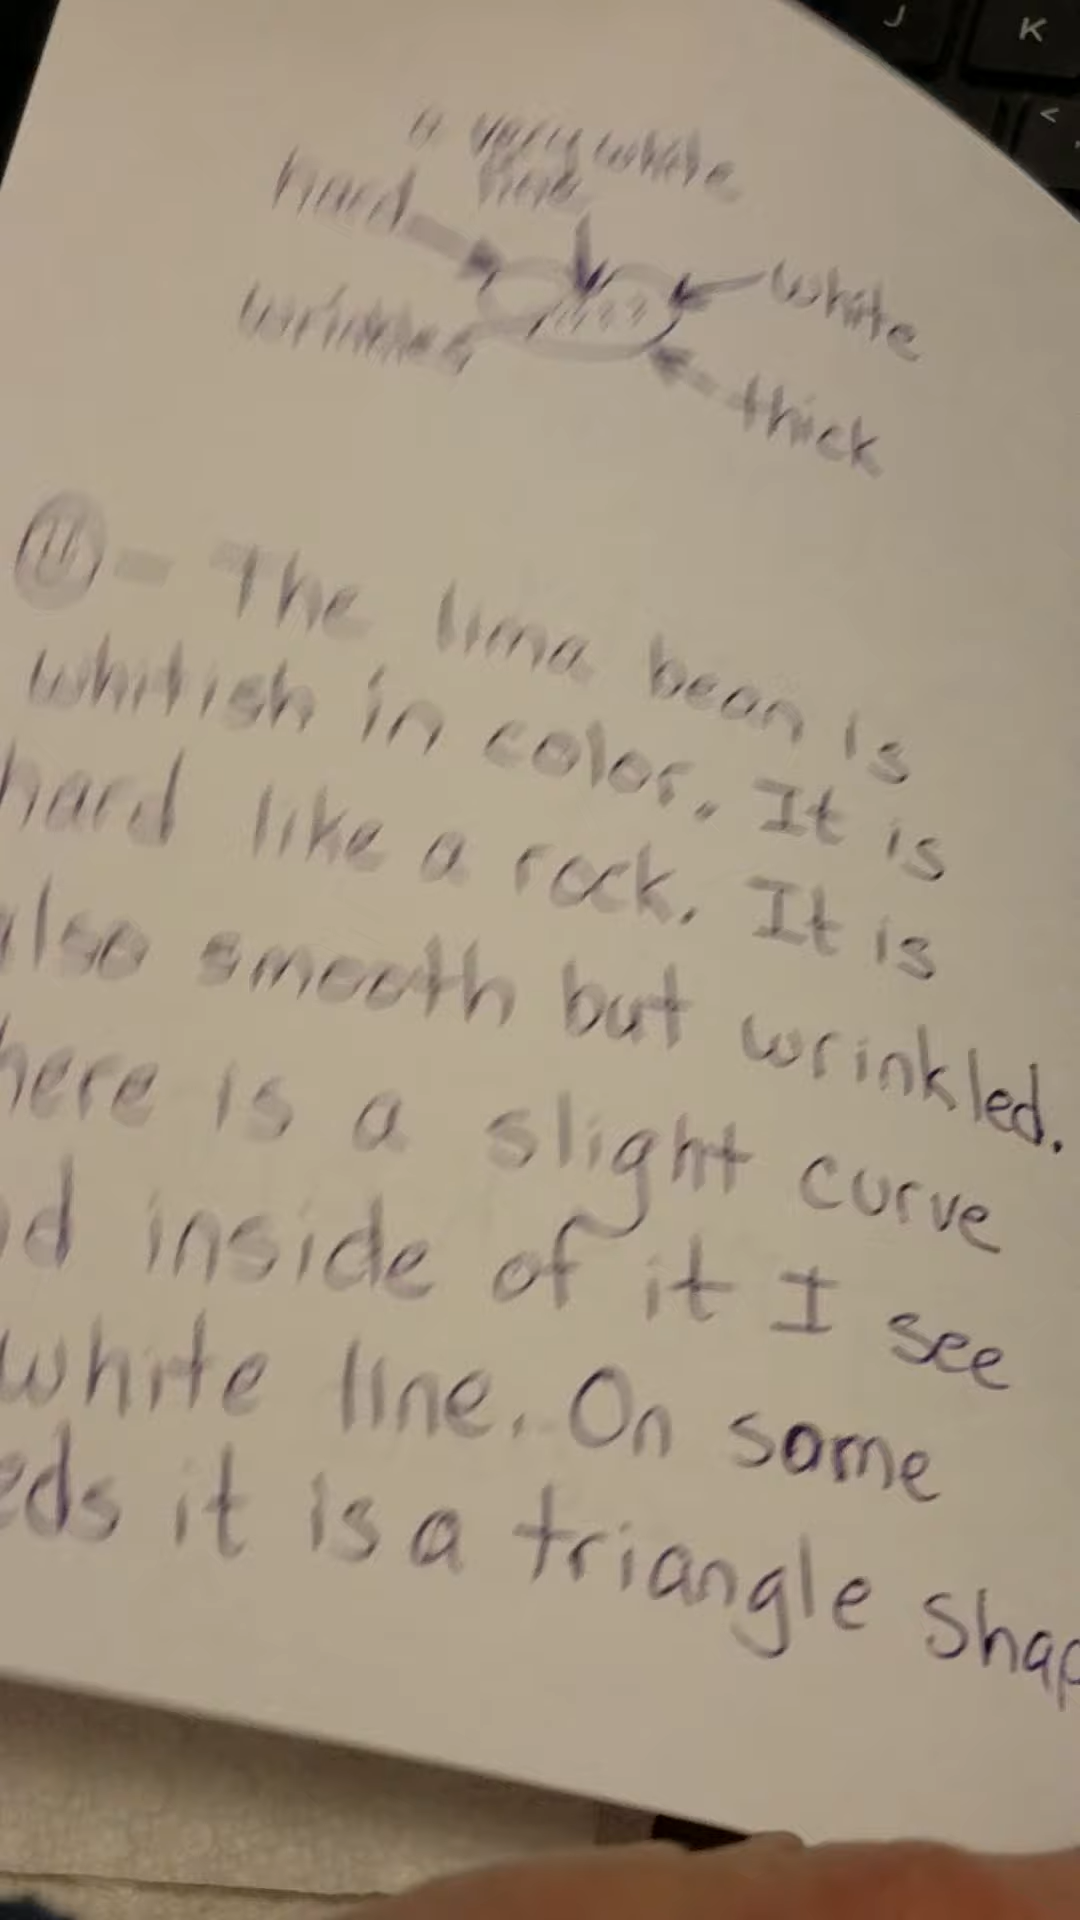 J K
<
a very white
line
hard
white
wrinkles
thick
The lima bean is
whitish in color. It is
hard like a rock. It is
also smooth but wrinkled.
here is a slight curve
d inside of it I see
white line. On some
eds it is a triangle shap